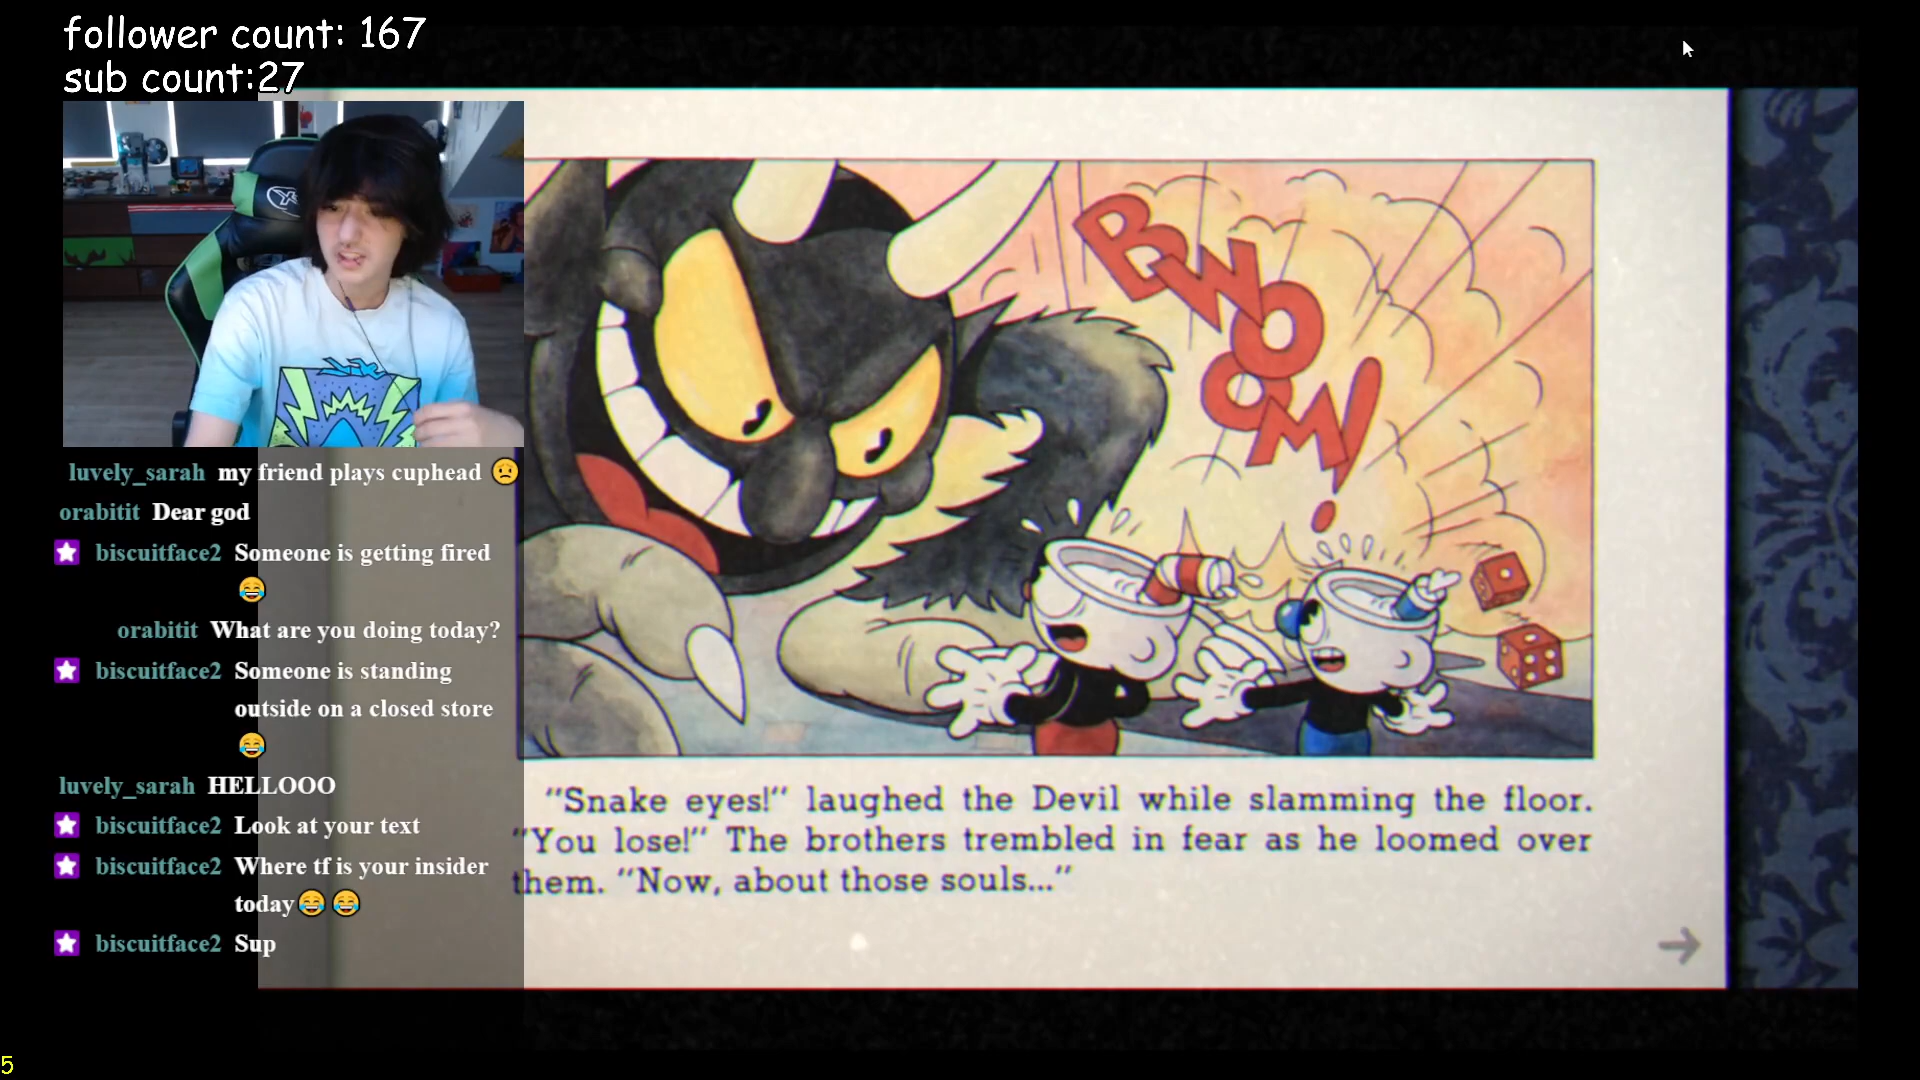 follower count: 167
sub count:27
luvely_sarah my friend plays cuphead 😟
orabitit Dear god
biscuitface2 Someone is getting fired
😂
orabitit What are you doing today?
biscuitface2 Someone is standing
outside on a closed store
😂
luvely_sarah HELLOOO
biscuitface2 Look at your text
biscuitface2 Where tf is your insider
today😂 😂
biscuitface2 Sup
BWOOM!
"Snake eyes!" laughed the Devil while slamming the floor.
"You lose!" The brothers trembled in fear as he loomed over
them. "Now, about those souls..."
5